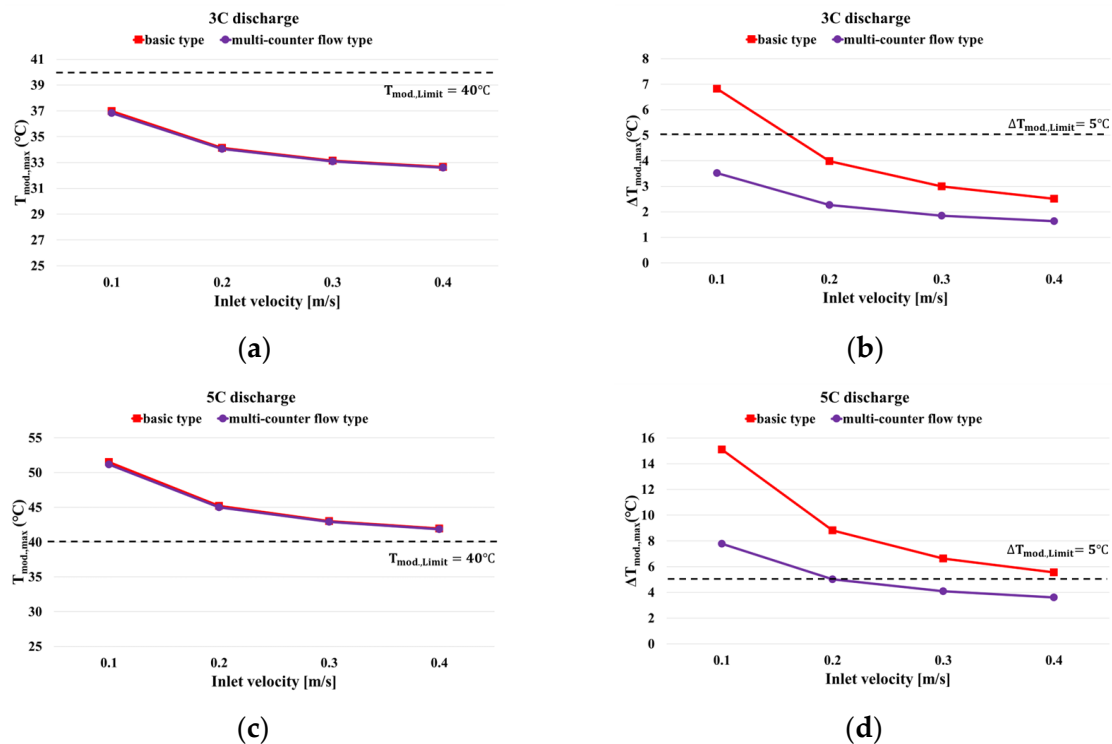 3C discharge
basic type multi-counter flow type
T_mod.,max (°C)
41
39
37
35
33
31
29
27
25
T_mod.,Limit = 40°C
0.1 0.2 0.3 0.4
Inlet velocity [m/s]
(a)
3C discharge
basic type multi-counter flow type
ΔT_mod.,max(°C)
8
7
6
5
4
3
2
1
0
ΔT_mod.,Limit = 5°C
0.1 0.2 0.3 0.4
Inlet velocity [m/s]
(b)
5C discharge
basic type multi-counter flow type
T_mod.,max (°C)
55
50
45
40
35
30
25
T_mod.,Limit = 40°C
0.1 0.2 0.3 0.4
Inlet velocity [m/s]
(c)
5C discharge
basic type multi-counter flow type
ΔT_mod.,max(°C)
16
14
12
10
8
6
4
2
0
ΔT_mod.,Limit = 5°C
0.1 0.2 0.3 0.4
Inlet velocity [m/s]
(d)